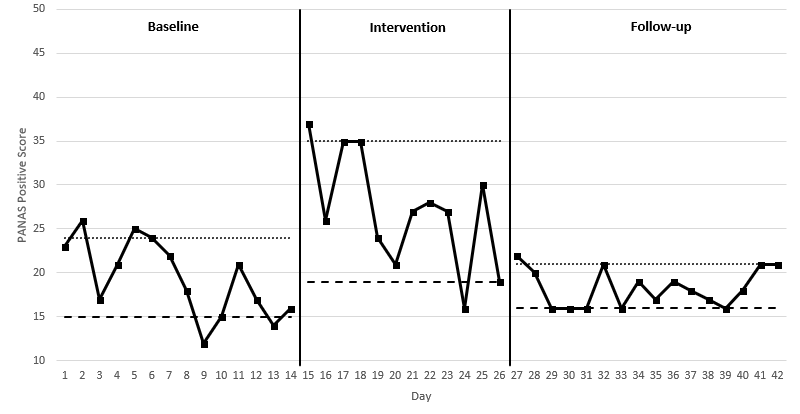 50
Baseline Intervention Follow-up
45
40
35
30
25
20
15
10
PANAS Positive Score
1 2 3 4 5 6 7 8 9 10 11 12 13 14 15 16 17 18 19 20 21 22 23 24 25 26 27 28 29 30 31 32 33 34 35 36 37 38 39 40 41 42
Day